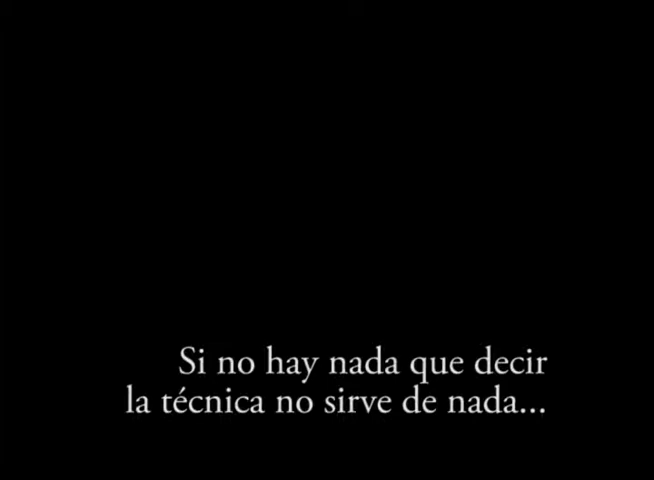 Si no hay nada que decir
la técnica no sirve de nada...